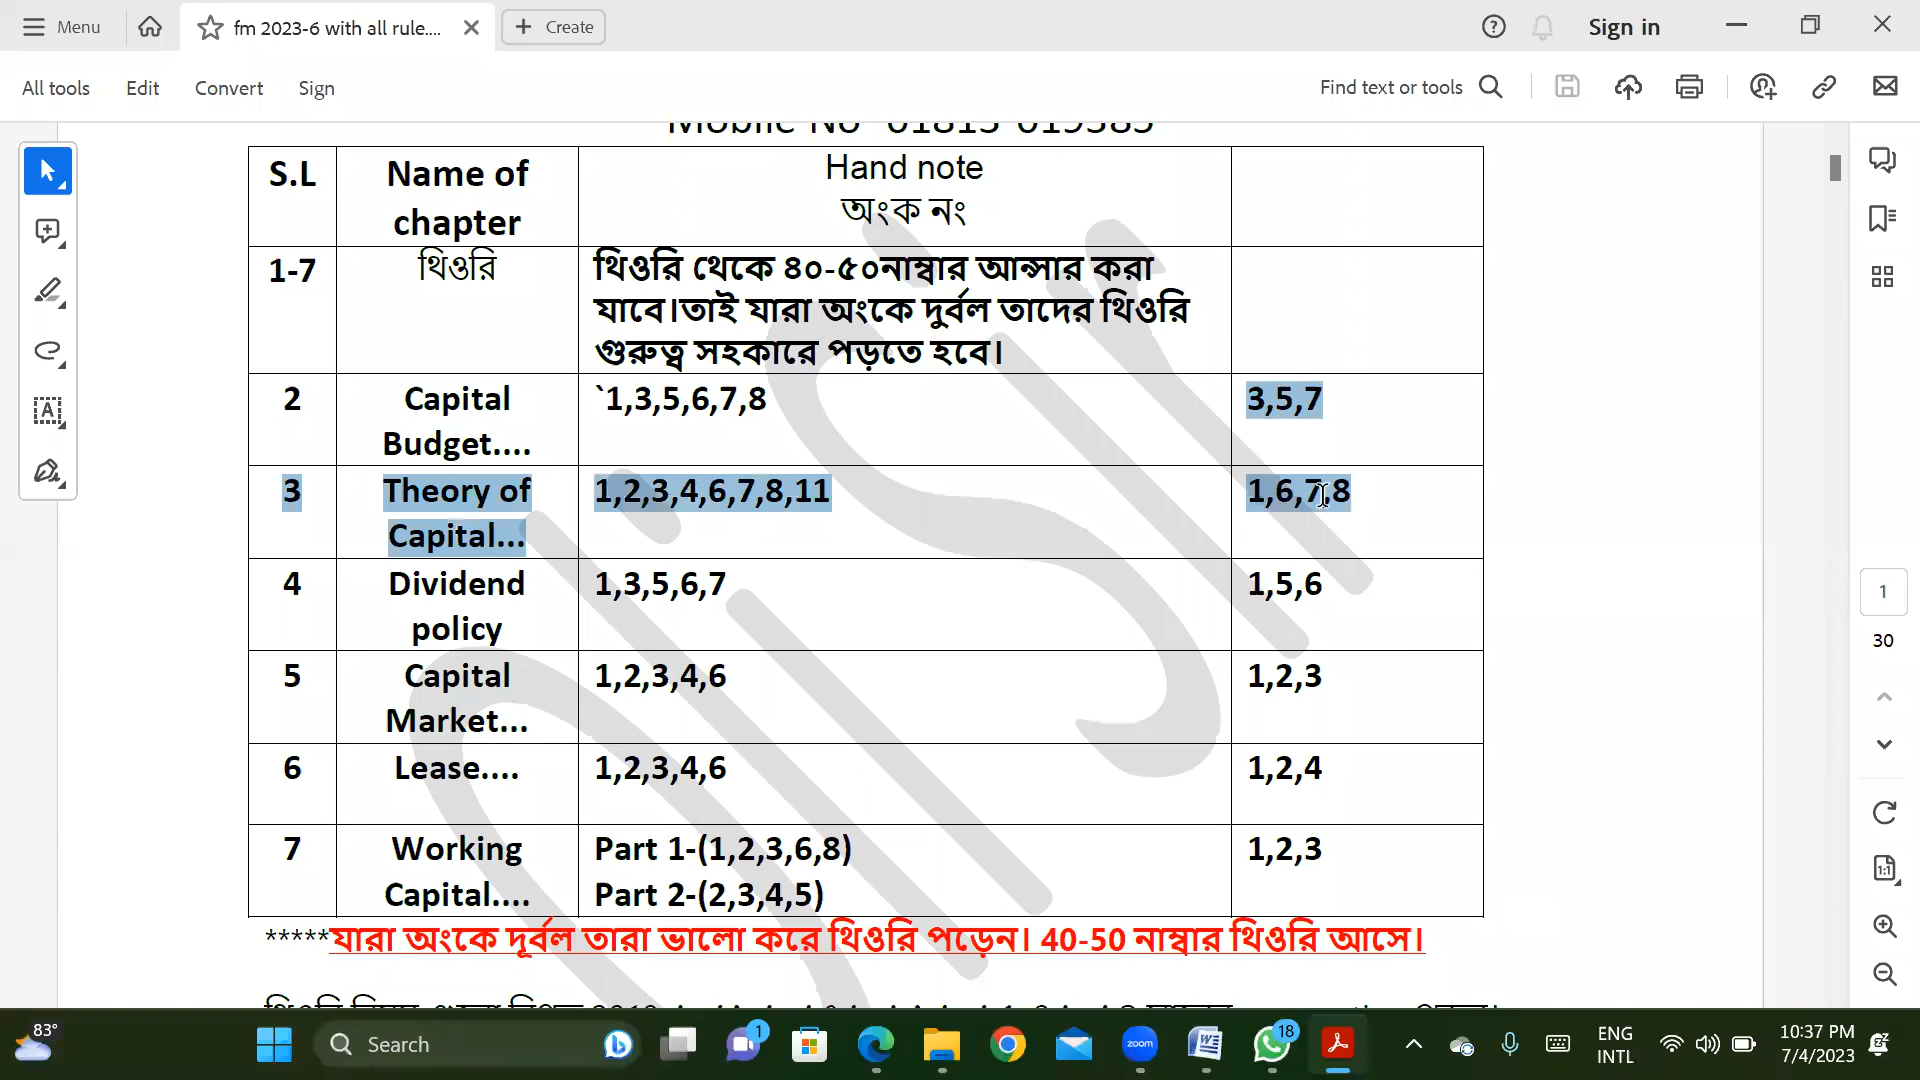 Menu
fm 2023-6 with all rule....
Create
Sign in
All tools
Edit
Convert
Sign
Find text or tools
S.L
Name of chapter
Hand note
অংক নং
1-7
থিওরি
থিওরি থেকে ৪০-৫০নাম্বার আন্সার করা
যাবে।তাই যারা অংকে দুর্বল তাদের থিওরি
গুরুত্ব সহকারে পড়তে হবে।
2
Capital
Budget....
`1,3,5,6,7,8
3,5,7
3
Theory of
Capital...
1,2,3,4,6,7,8,11
1,6,7,8
4
Dividend
policy
1,3,5,6,7
1,5,6
5
Capital
Market...
1,2,3,4,6
1,2,3
6
Lease....
1,2,3,4,6
1,2,4
7
Working
Capital....
Part 1-(1,2,3,6,8)
Part 2-(2,3,4,5)
1,2,3
*****যারা অংকে দূর্বল তারা ভালো করে থিওরি পড়েন। 40-50 নাম্বার থিওরি আসে।
1
30
83°
Search
1
zoom
18
ENG
INTL
10:37 PM
7/4/2023